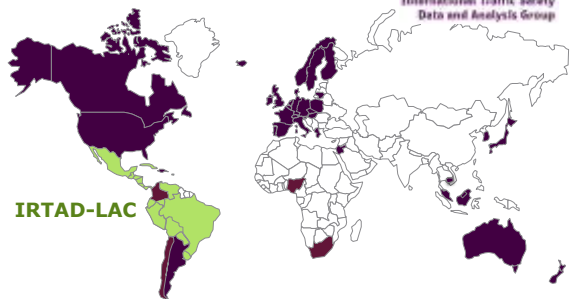 International Traffic Safety
Data and Analysis Group
IRTAD-LAC